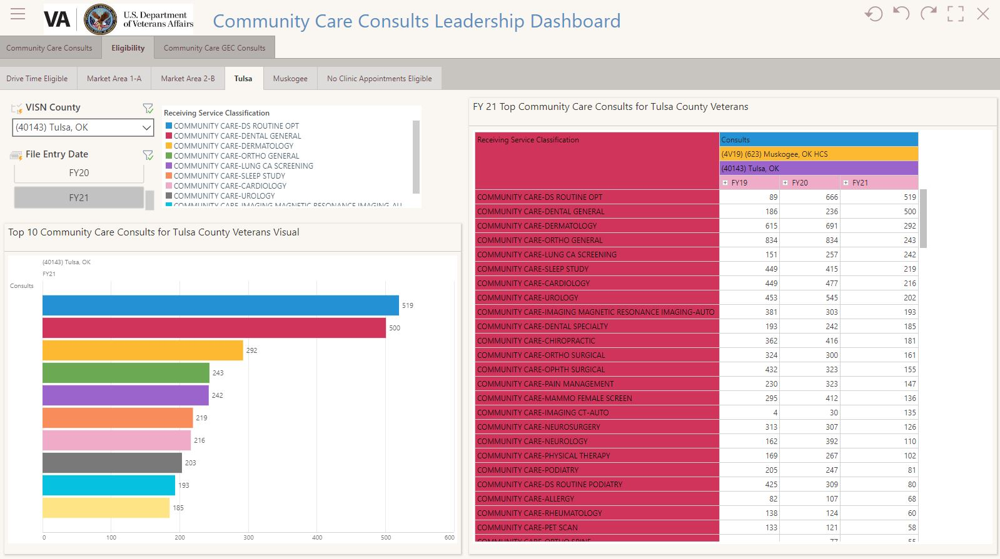 VA
U.S. Department
of Veterans Affairs
Community Care Consults Leadership Dashboard
Community Care Consults
Eligibility
Community Care GEC Consults
Drive Time Eligible
Market Area 1-A
Market Area 2-B
Tulsa
Muskogee
No Clinic Appointments Eligible
VISN County
(40143) Tulsa, OK
File Entry Date
FY20
FY21
Receiving Service Classification
COMMUNITY CARE-DS ROUTINE OPT
COMMUNITY CARE-DENTAL GENERAL
COMMUNITY CARE-DERMATOLOGY
COMMUNITY CARE-ORTHO GENERAL
COMMUNITY CARE-LUNG CA SCREENING
COMMUNITY CARE-SLEEP STUDY
COMMUNITY CARE-CARDIOLOGY
COMMUNITY CARE-UROLOGY
COMMUNITY CARE-IMAGING MAGNETIC RESONANCE IMAGING-AU
Top 10 Community Care Consults for Tulsa County Veterans Visual
(40143) Tulsa, OK
FY21
Consults
519
500
292
243
242
219
216
203
193
185
0 100 200 300 400 500 600
FY 21 Top Community Care Consults for Tulsa County Veterans
Receiving Service Classification Consults
(4V19) (623) Muskogee, OK HCS
(40143) Tulsa, OK
FY19 FY20 FY21
COMMUNITY CARE-DS ROUTINE OPT 89 666 519
COMMUNITY CARE-DENTAL GENERAL 186 236 500
COMMUNITY CARE-DERMATOLOGY 615 691 292
COMMUNITY CARE-ORTHO GENERAL 834 834 243
COMMUNITY CARE-LUNG CA SCREENING 151 257 242
COMMUNITY CARE-SLEEP STUDY 449 415 219
COMMUNITY CARE-CARDIOLOGY 449 477 216
COMMUNITY CARE-UROLOGY 453 545 202
COMMUNITY CARE-IMAGING MAGNETIC RESONANCE IMAGING-AUTO 381 303 193
COMMUNITY CARE-DENTAL SPECIALTY 193 242 185
COMMUNITY CARE-CHIROPRACTIC 362 416 181
COMMUNITY CARE-ORTHO SURGICAL 324 300 161
COMMUNITY CARE-OPHTH SURGICAL 432 323 155
COMMUNITY CARE-PAIN MANAGEMENT 230 323 147
COMMUNITY CARE-MAMMO FEMALE SCREEN 295 412 136
COMMUNITY CARE-IMAGING CT-AUTO 4 30 135
COMMUNITY CARE-NEUROSURGERY 313 307 126
COMMUNITY CARE-NEUROLOGY 162 392 110
COMMUNITY CARE-PHYSICAL THERAPY 169 267 102
COMMUNITY CARE-PODIATRY 205 247 81
COMMUNITY CARE-DS ROUTINE PODIATRY 425 309 80
COMMUNITY CARE-ALLERGY 82 107 68
COMMUNITY CARE-RHEUMATOLOGY 138 124 60
COMMUNITY CARE-PET SCAN 133 121 58
COMMUNITY CARE-ORTHO SPINE 77 55